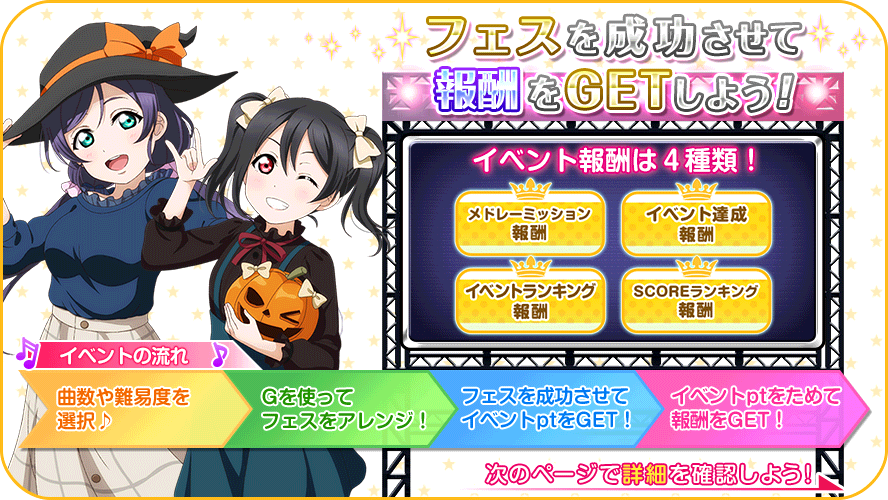 フェスを成功させて
報酬をGETしよう!
イベント報酬は4種類!
メドレーミッション
報酬
イベント達成
報酬
イベントランキング
報酬
SCOREランキング
報酬
イベントの流れ
曲数や難易度を
選択♪
Gを使って
フェスをアレンジ!
フェスを成功させて
イベントptをGET!
イベントptをためて
報酬をGET!
次のページで詳細を確認しよう!